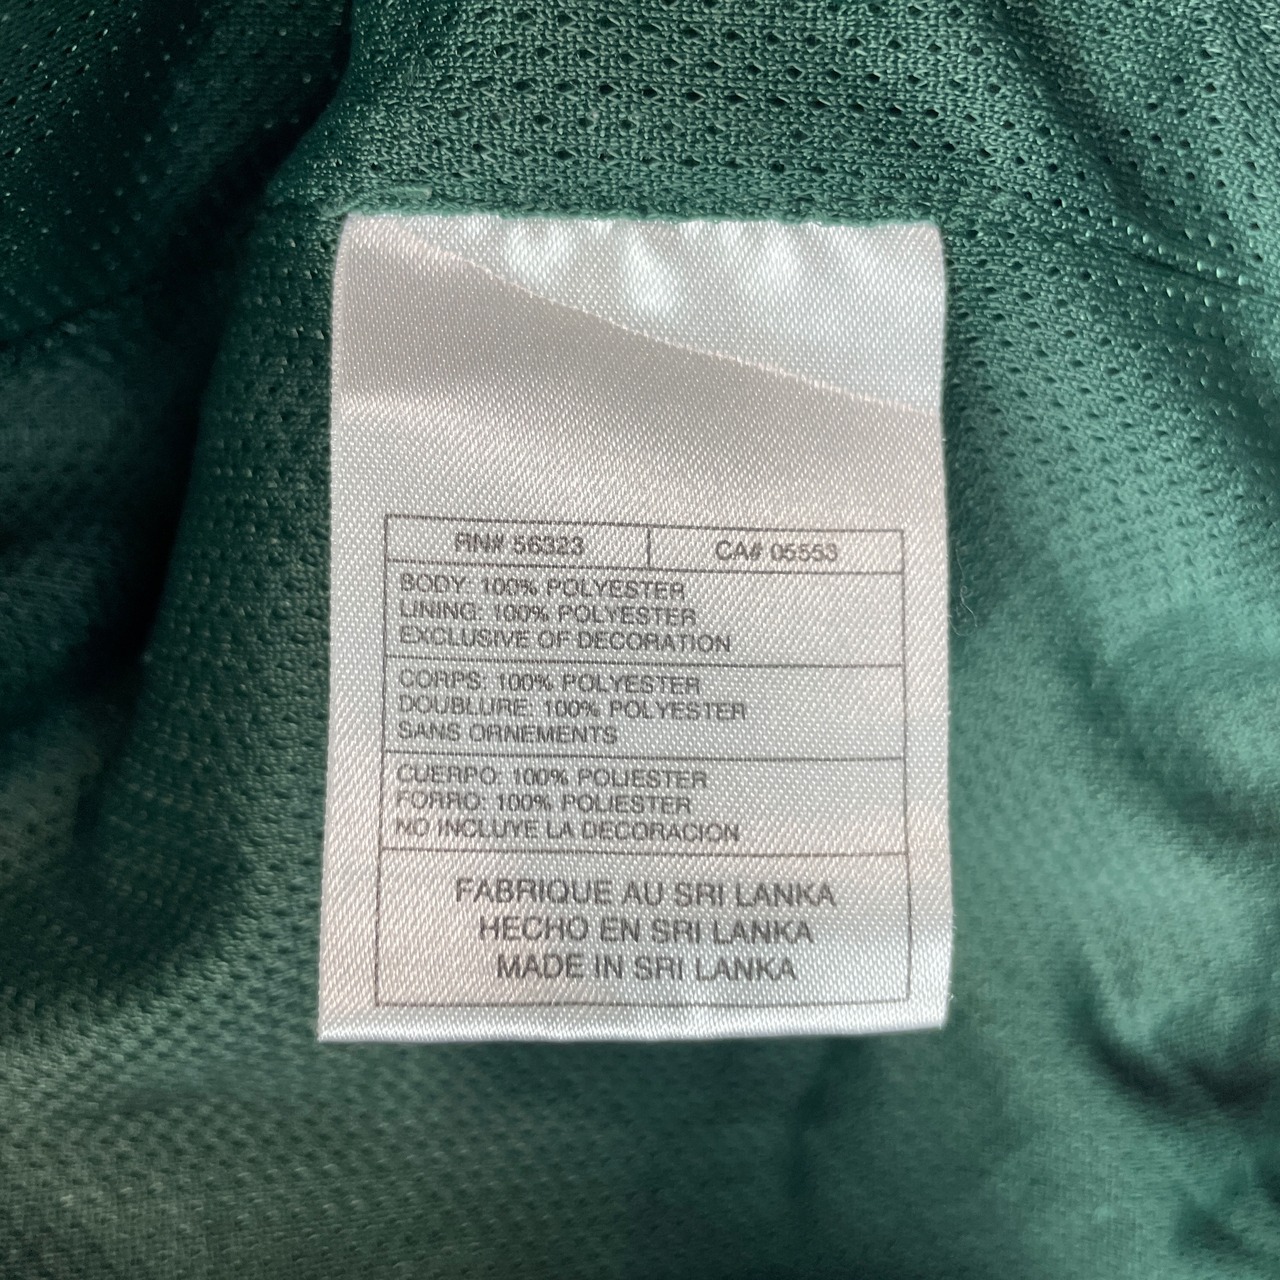 RN# 56323 CA# 05553
BODY: 100% POLYESTER
LINING: 100% POLYESTER
EXCLUSIVE OF DECORATION
CORPS: 100% POLYESTER
DOUBLURE: 100% POLYESTER
SANS ORNEMENTS
CUERPO: 100% POLIESTER
FORRO: 100% POLIESTER
NO INCLUYE LA DECORACION
FABRIQUE AU SRI LANKA
HECHO EN SRI LANKA
MADE IN SRI LANKA